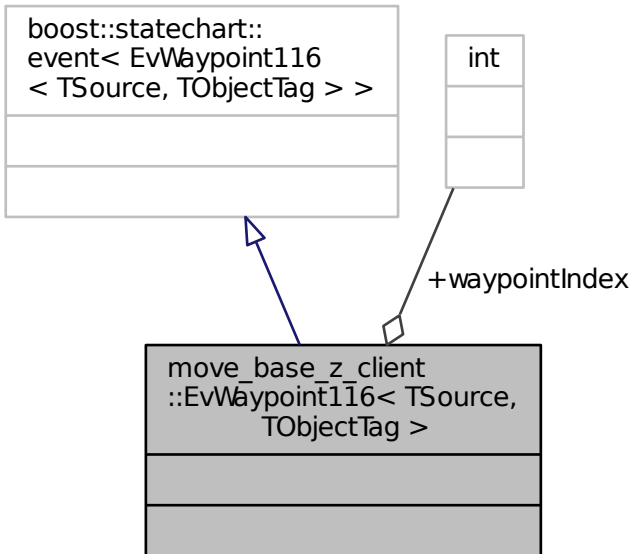 boost::statechart::
event< EvWaypoint116
< TSource, TObjectTag > >
int
+waypointIndex
move_base_z_client
::EvWaypoint116< TSource,
TObjectTag >